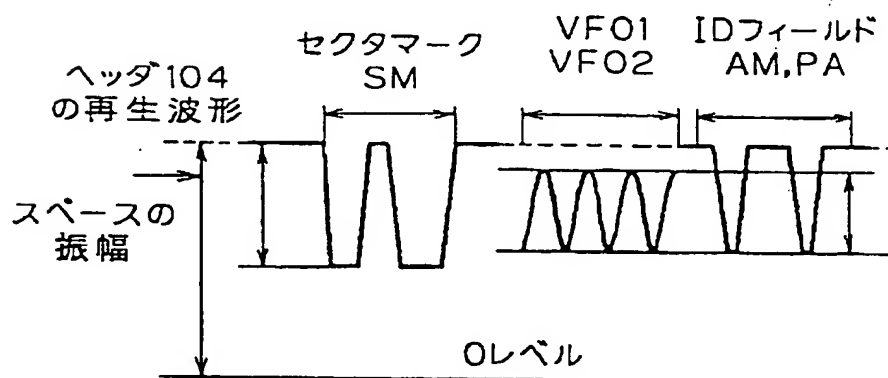 ヘッダ104
の再生波形
セクタマーク
SM
VFO1
VFO2
IDフィールド
AM,PA
スペースの
振幅
0レベル